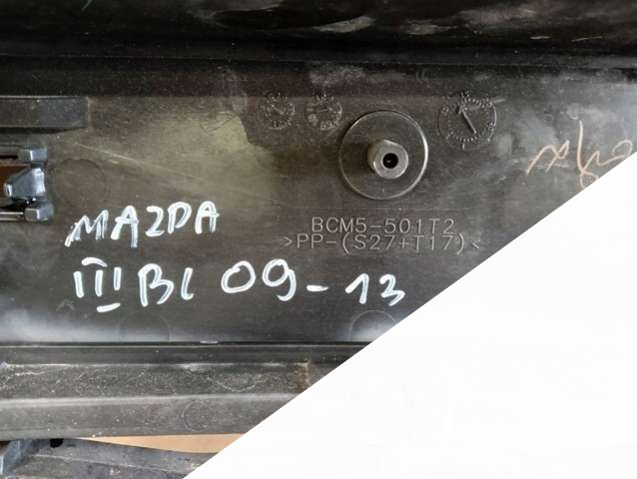 BCM5-501T2
>PP-(S27+T17)<
MAZDA
III BL 09-13